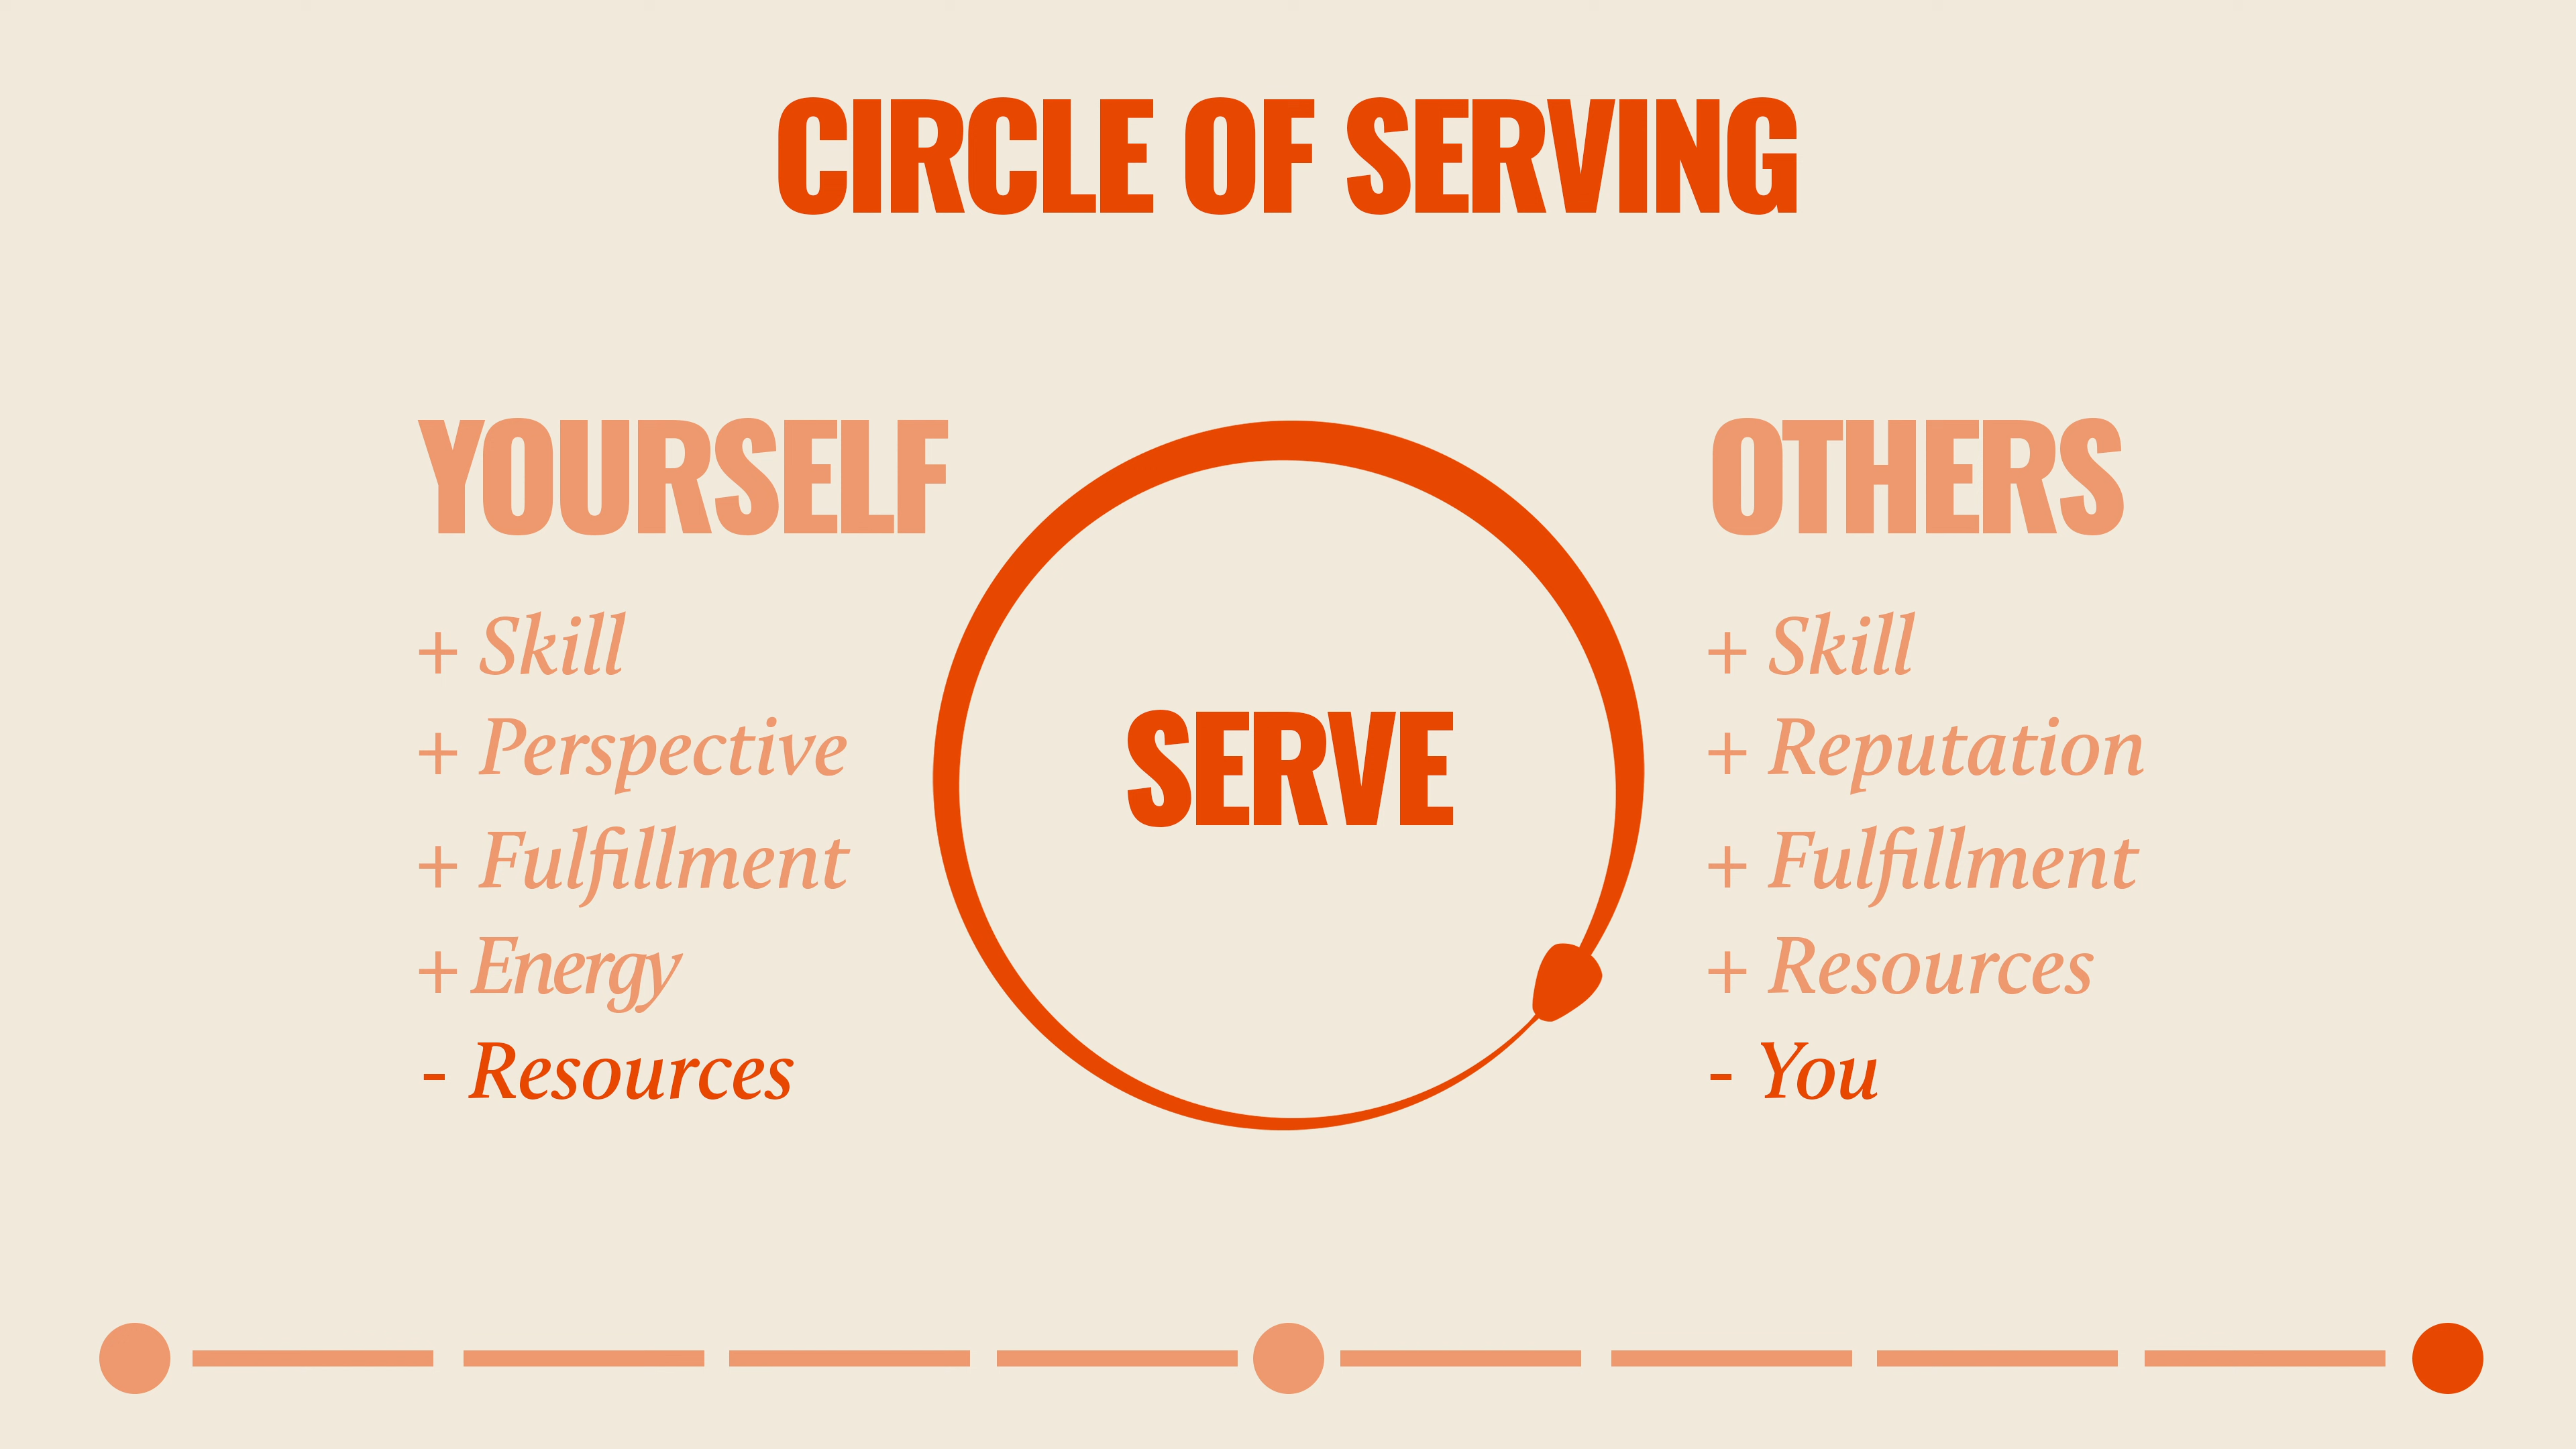 CIRCLE OF SERVING
YOURSELF
+ Skill
+ Perspective
+ Fulfillment
+ Energy
- Resources
SERVE
OTHERS
+ Skill
+ Reputation
+ Fulfillment
+ Resources
- You